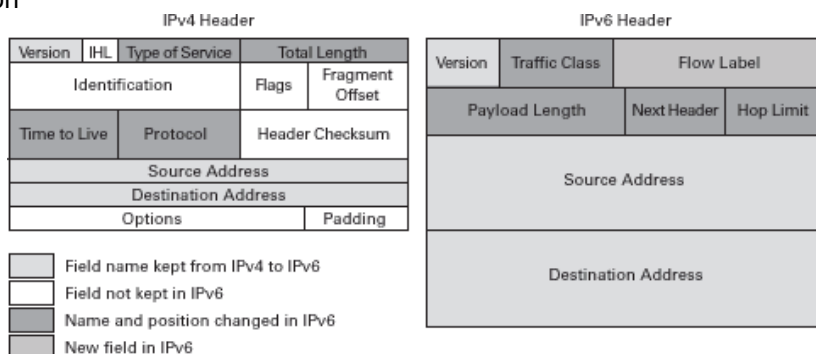 on
IPv4 Header
Version IHL Type of Service Total Length
Identification Flags Fragment Offset
Time to Live Protocol Header Checksum
Source Address
Destination Address
Options Padding
IPv6 Header
Version Traffic Class Flow Label
Payload Length Next Header Hop Limit
Source Address
Destination Address
Field name kept from IPv4 to IPv6
Field not kept in IPv6
Name and position changed in IPv6
New field in IPv6